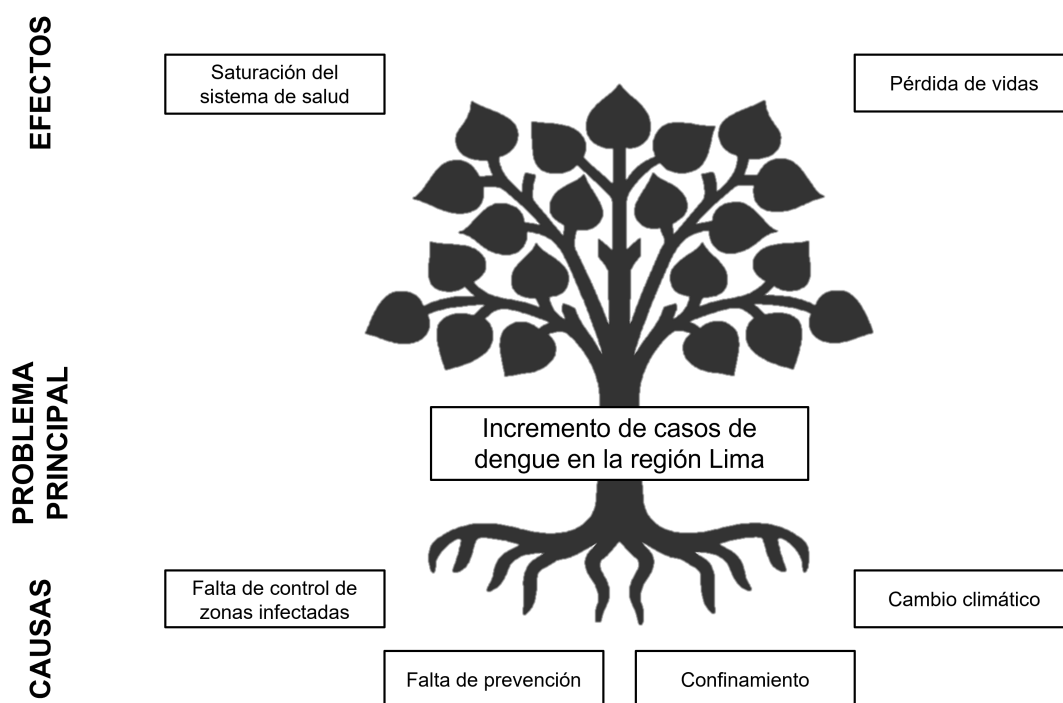 EFECTOS
Saturación del
sistema de salud
Pérdida de vidas
PROBLEMA
PRINCIPAL
Incremento de casos de
dengue en la región Lima
CAUSAS
Falta de control de
zonas infectadas
Cambio climático
Falta de prevención
Confinamiento